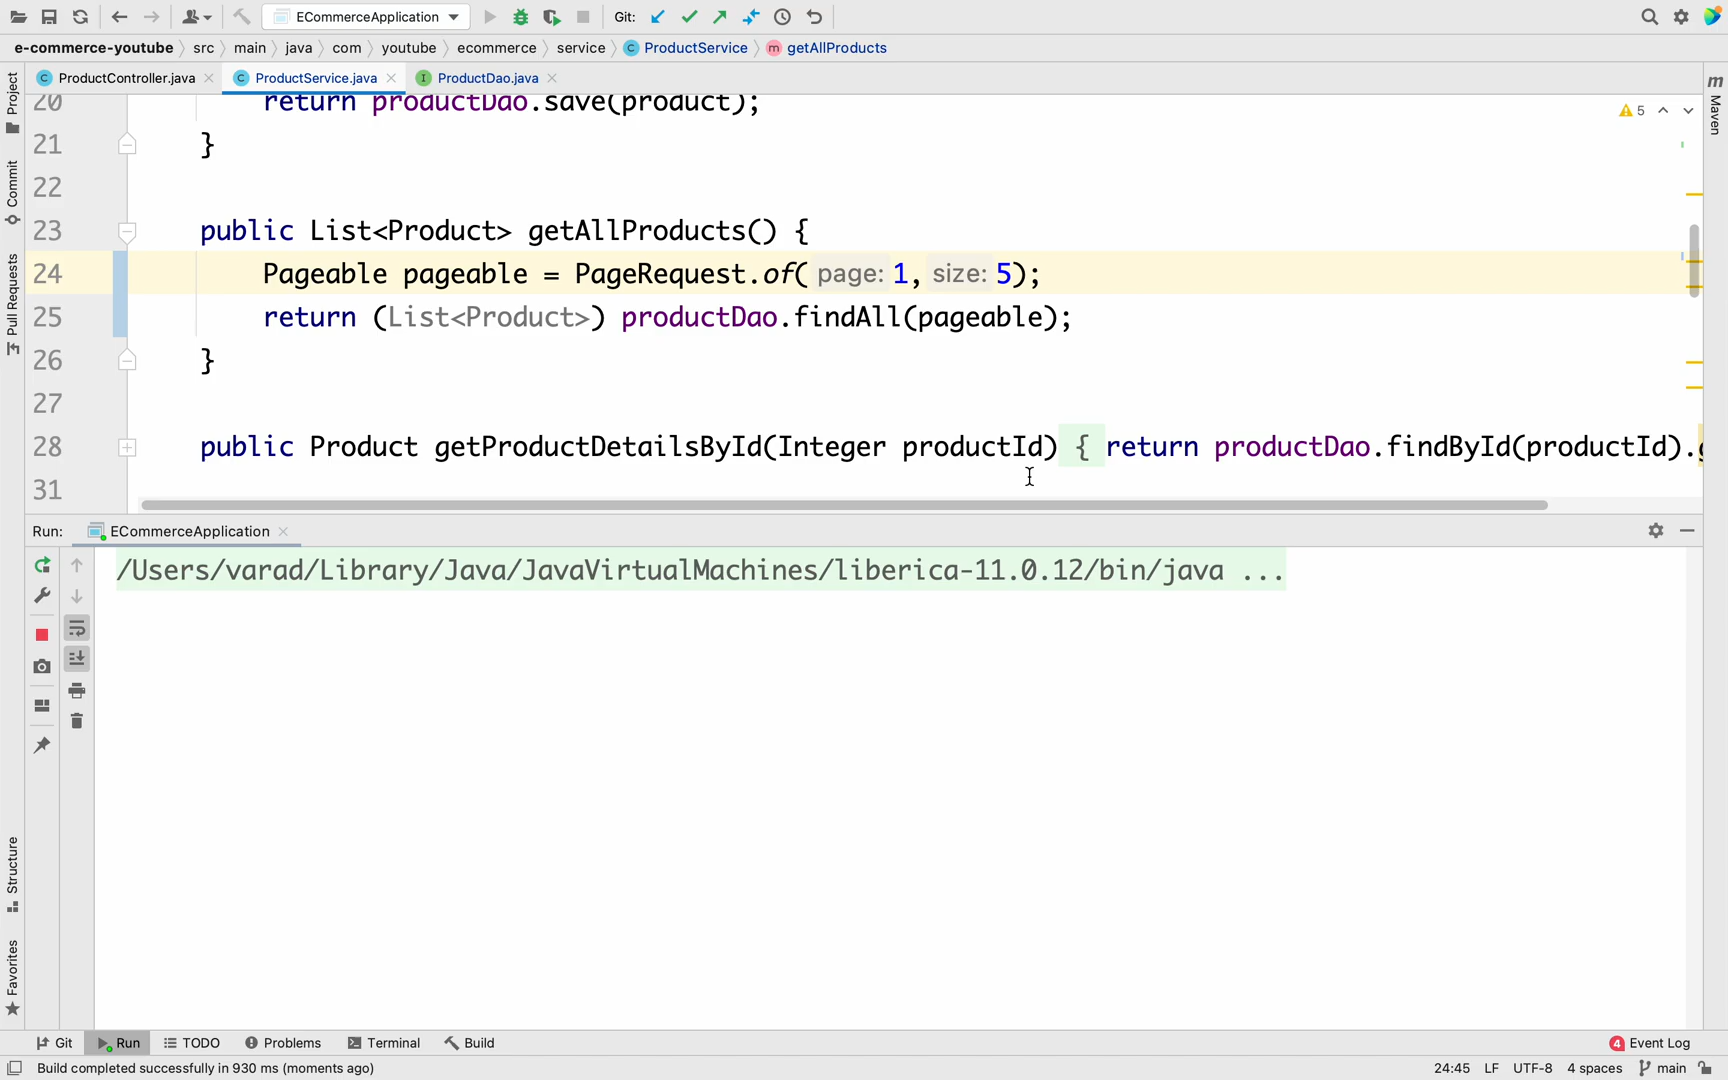 ECommerceApplication
Git:
e-commerce-youtube src main java com youtube ecommerce service ProductService getAllProducts
ProductController.java ProductService.java ProductDao.java
Project
Commit
Pull Requests
Structure
Favorites
m
Maven
5
20 return productDao.save(product);
21 }
22
23 public List<Product> getAllProducts() {
24 Pageable pageable = PageRequest.of( page: 1, size: 5);
25 return (List<Product>) productDao.findAll(pageable);
26 }
27
28 public Product getProductDetailsById(Integer productId) { return productDao.findById(productId).
31
Run: ECommerceApplication
/Users/varad/Library/Java/JavaVirtualMachines/liberica-11.0.12/bin/java ...
Git Run TODO Problems Terminal Build 4 Event Log
Build completed successfully in 930 ms (moments ago) 24:45 LF UTF-8 4 spaces main